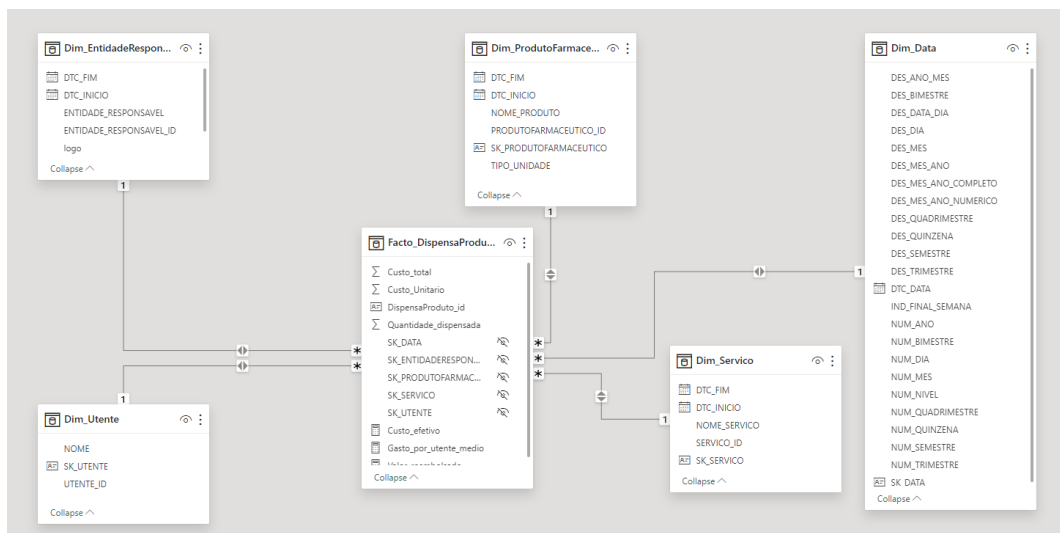 Dim_EntidadeRespon...
DTC_FIM
DTC_INICIO
ENTIDADE_RESPONSAVEL
ENTIDADE_RESPONSAVEL_ID
logo
Collapse
1
Dim_ProdutoFarmace...
DTC_FIM
DTC_INICIO
NOME_PRODUTO
PRODUTOFARMACEUTICO_ID
SK_PRODUTOFARMACEUTICO
TIPO_UNIDADE
Collapse
1
Dim_Data
DES_ANO_MES
DES_BIMESTRE
DES_DATA_DIA
DES_DIA
DES_MES
DES_MES_ANO
DES_MES_ANO_COMPLETO
DES_MES_ANO_NUMERICO
DES_QUADRIMESTRE
DES_QUINZENA
DES_SEMESTRE
DES_TRIMESTRE
DTC_DATA
IND_FINAL_SEMANA
NUM_ANO
NUM_BIMESTRE
NUM_DIA
NUM_MES
NUM_NIVEL
NUM_QUADRIMESTRE
NUM_QUINZENA
NUM_SEMESTRE
NUM_TRIMESTRE
SK_DATA
Collapse
1
Facto_DispensaProdu...
Custo_total
Custo_Unitario
DispensaProduto_id
Quantidade_dispensada
SK_DATA
SK_ENTIDADERESPON...
SK_PRODUTOFARMAC...
SK_SERVICO
SK_UTENTE
Custo_efetivo
Gasto_por_utente_medio
Collapse
*
*
*
*
*
Dim_Servico
DTC_FIM
DTC_INICIO
NOME_SERVICO
SERVICO_ID
SK_SERVICO
Collapse
1
1
Dim_Utente
NOME
SK_UTENTE
UTENTE_ID
Collapse